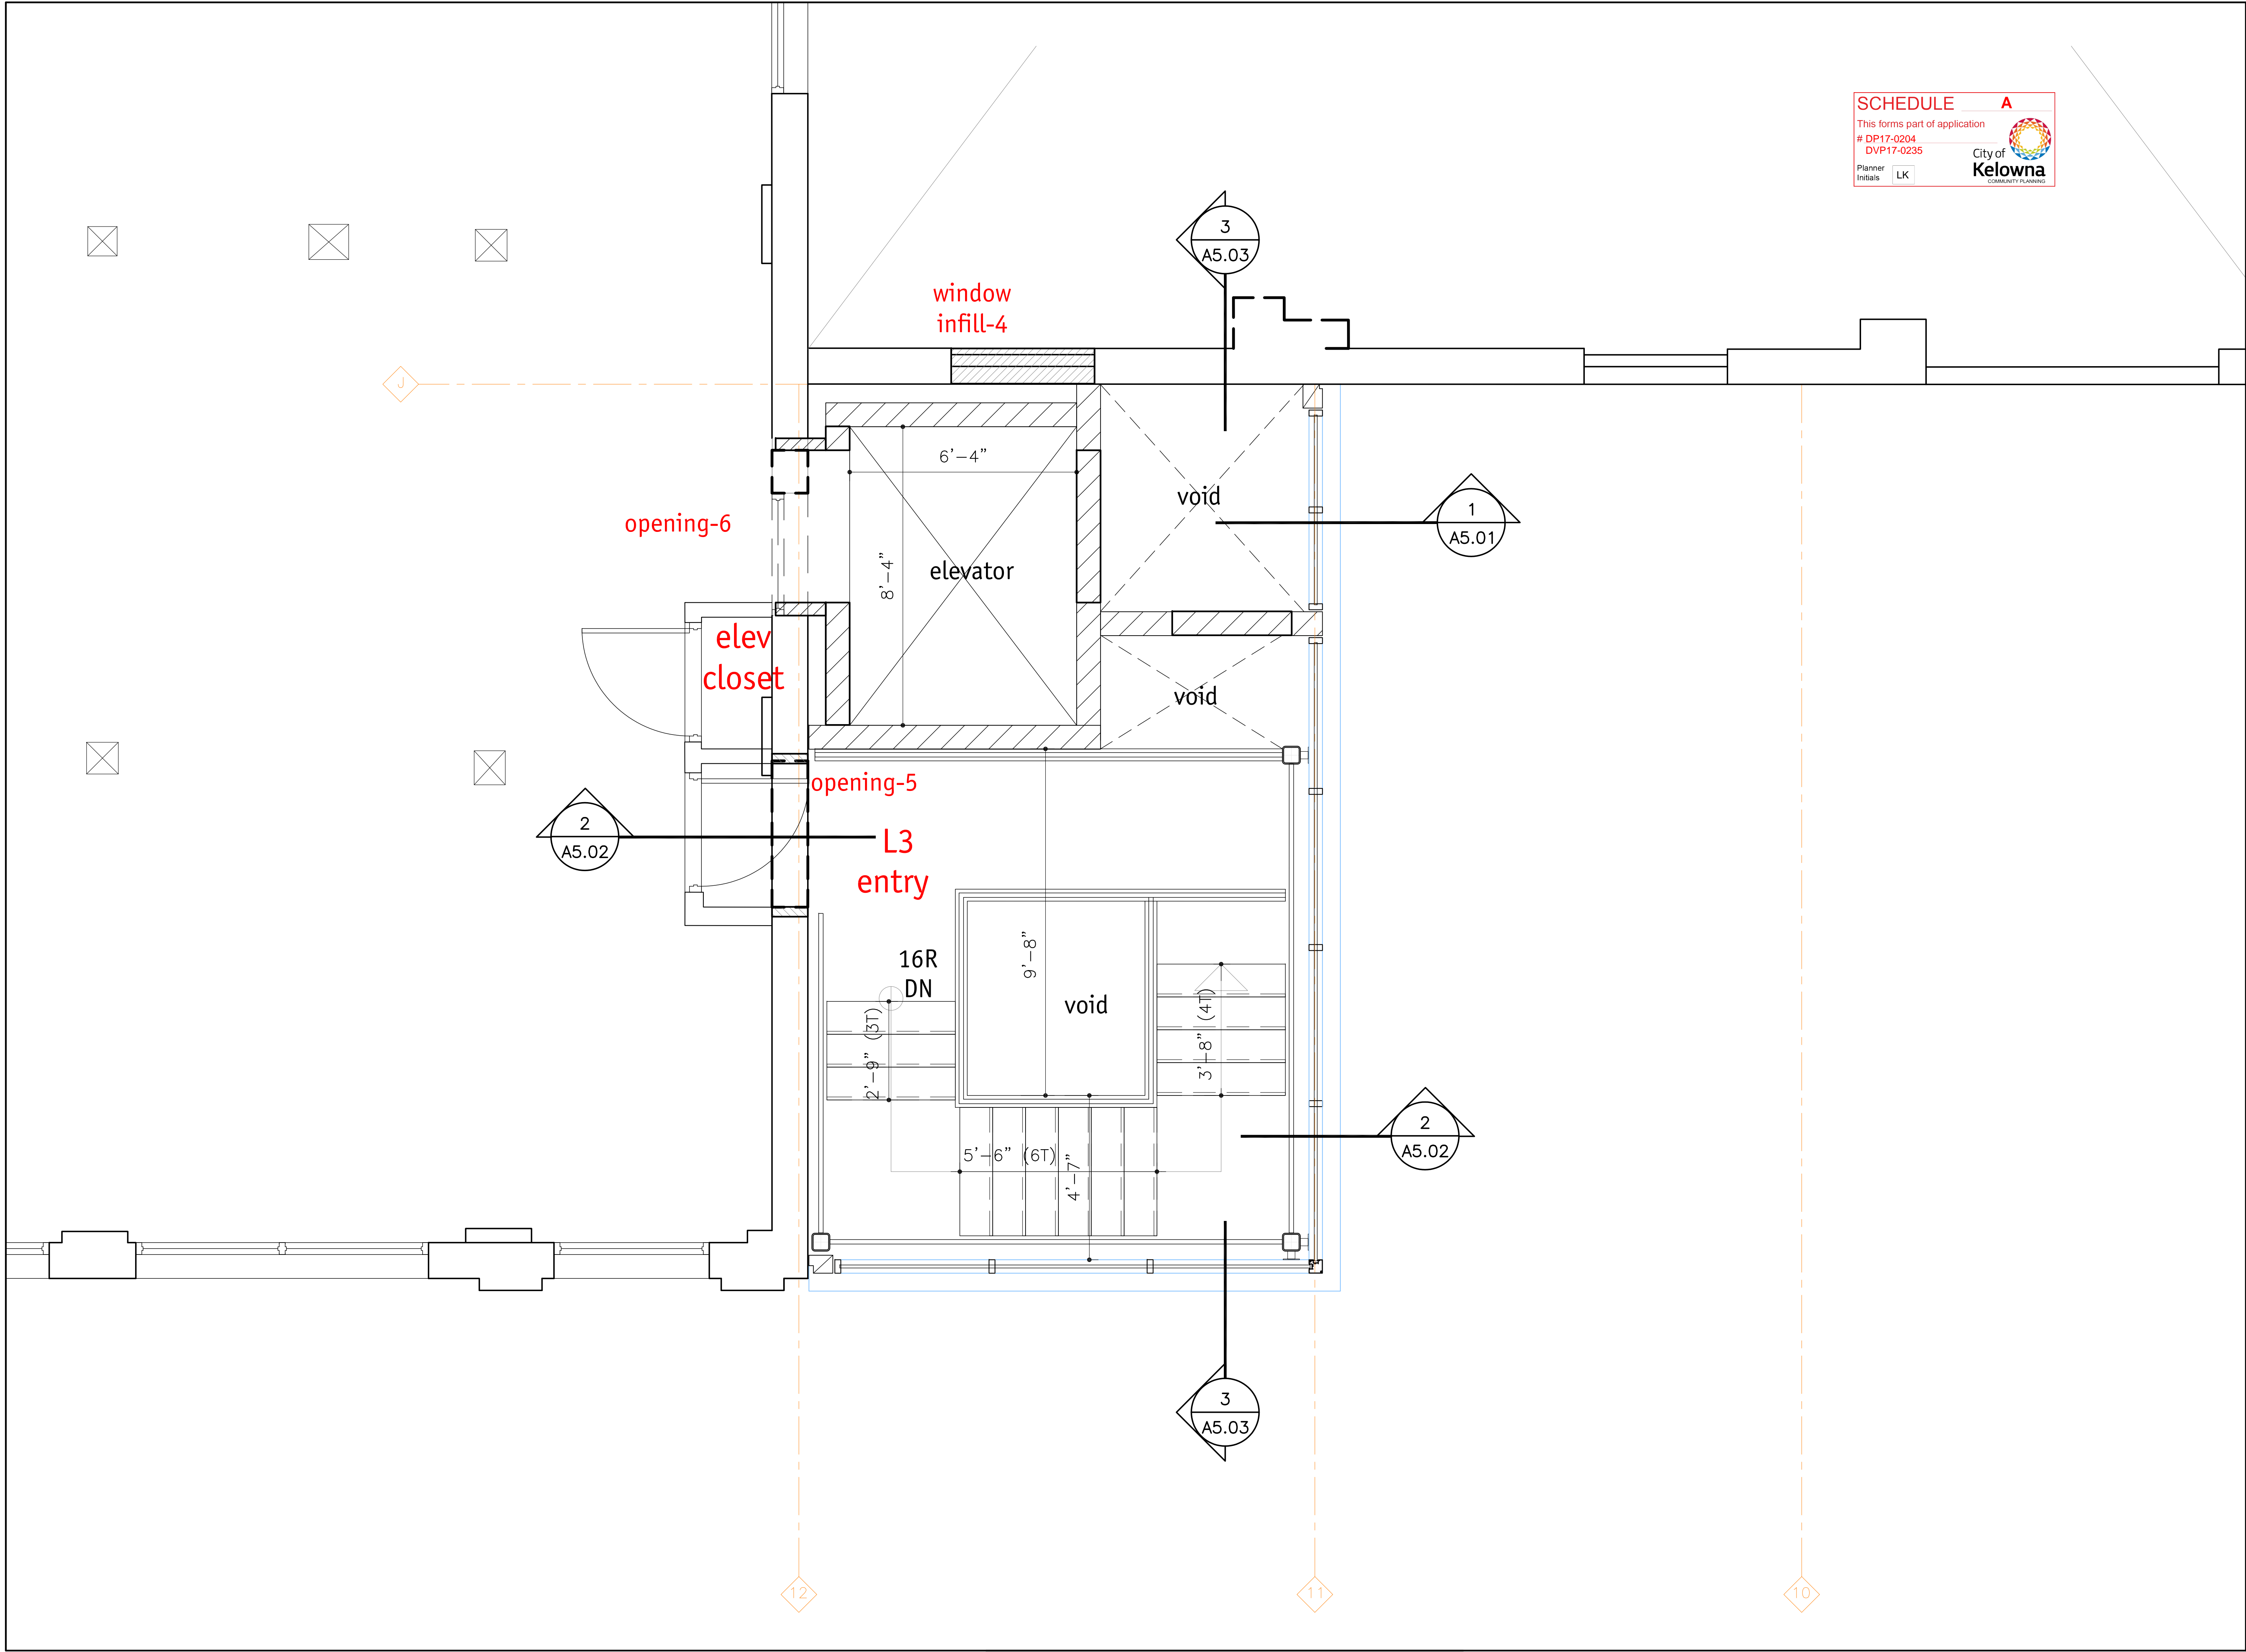 SCHEDULE A
This forms part of application
# DP17-0204
DVP17-0235
City of
Kelowna
COMMUNITY PLANNING
Planner
Initials
LK
3
A5.03
window
infill-4
J
6'-4"
void
opening-6
1
A5.01
8'-4"
elevator
elev
closet
void
opening-5
2
A5.02
L3
entry
16R
DN
9'-8"
void
2'-9" (3T)
3'-8" (4T)
5'-6" (6T)
4'-7"
2
A5.02
3
A5.03
12
11
10